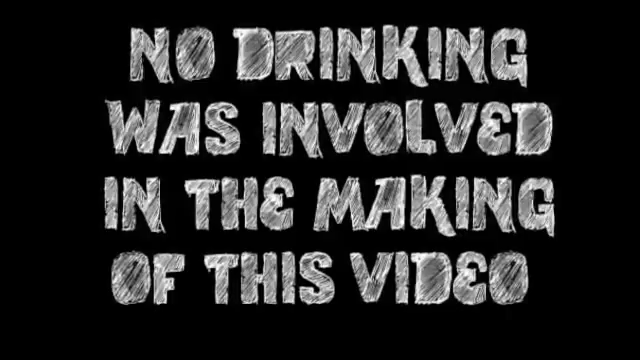 NO DRINKING
WAS INVOLVED
IN THE MAKING
OF THIS VIDEO